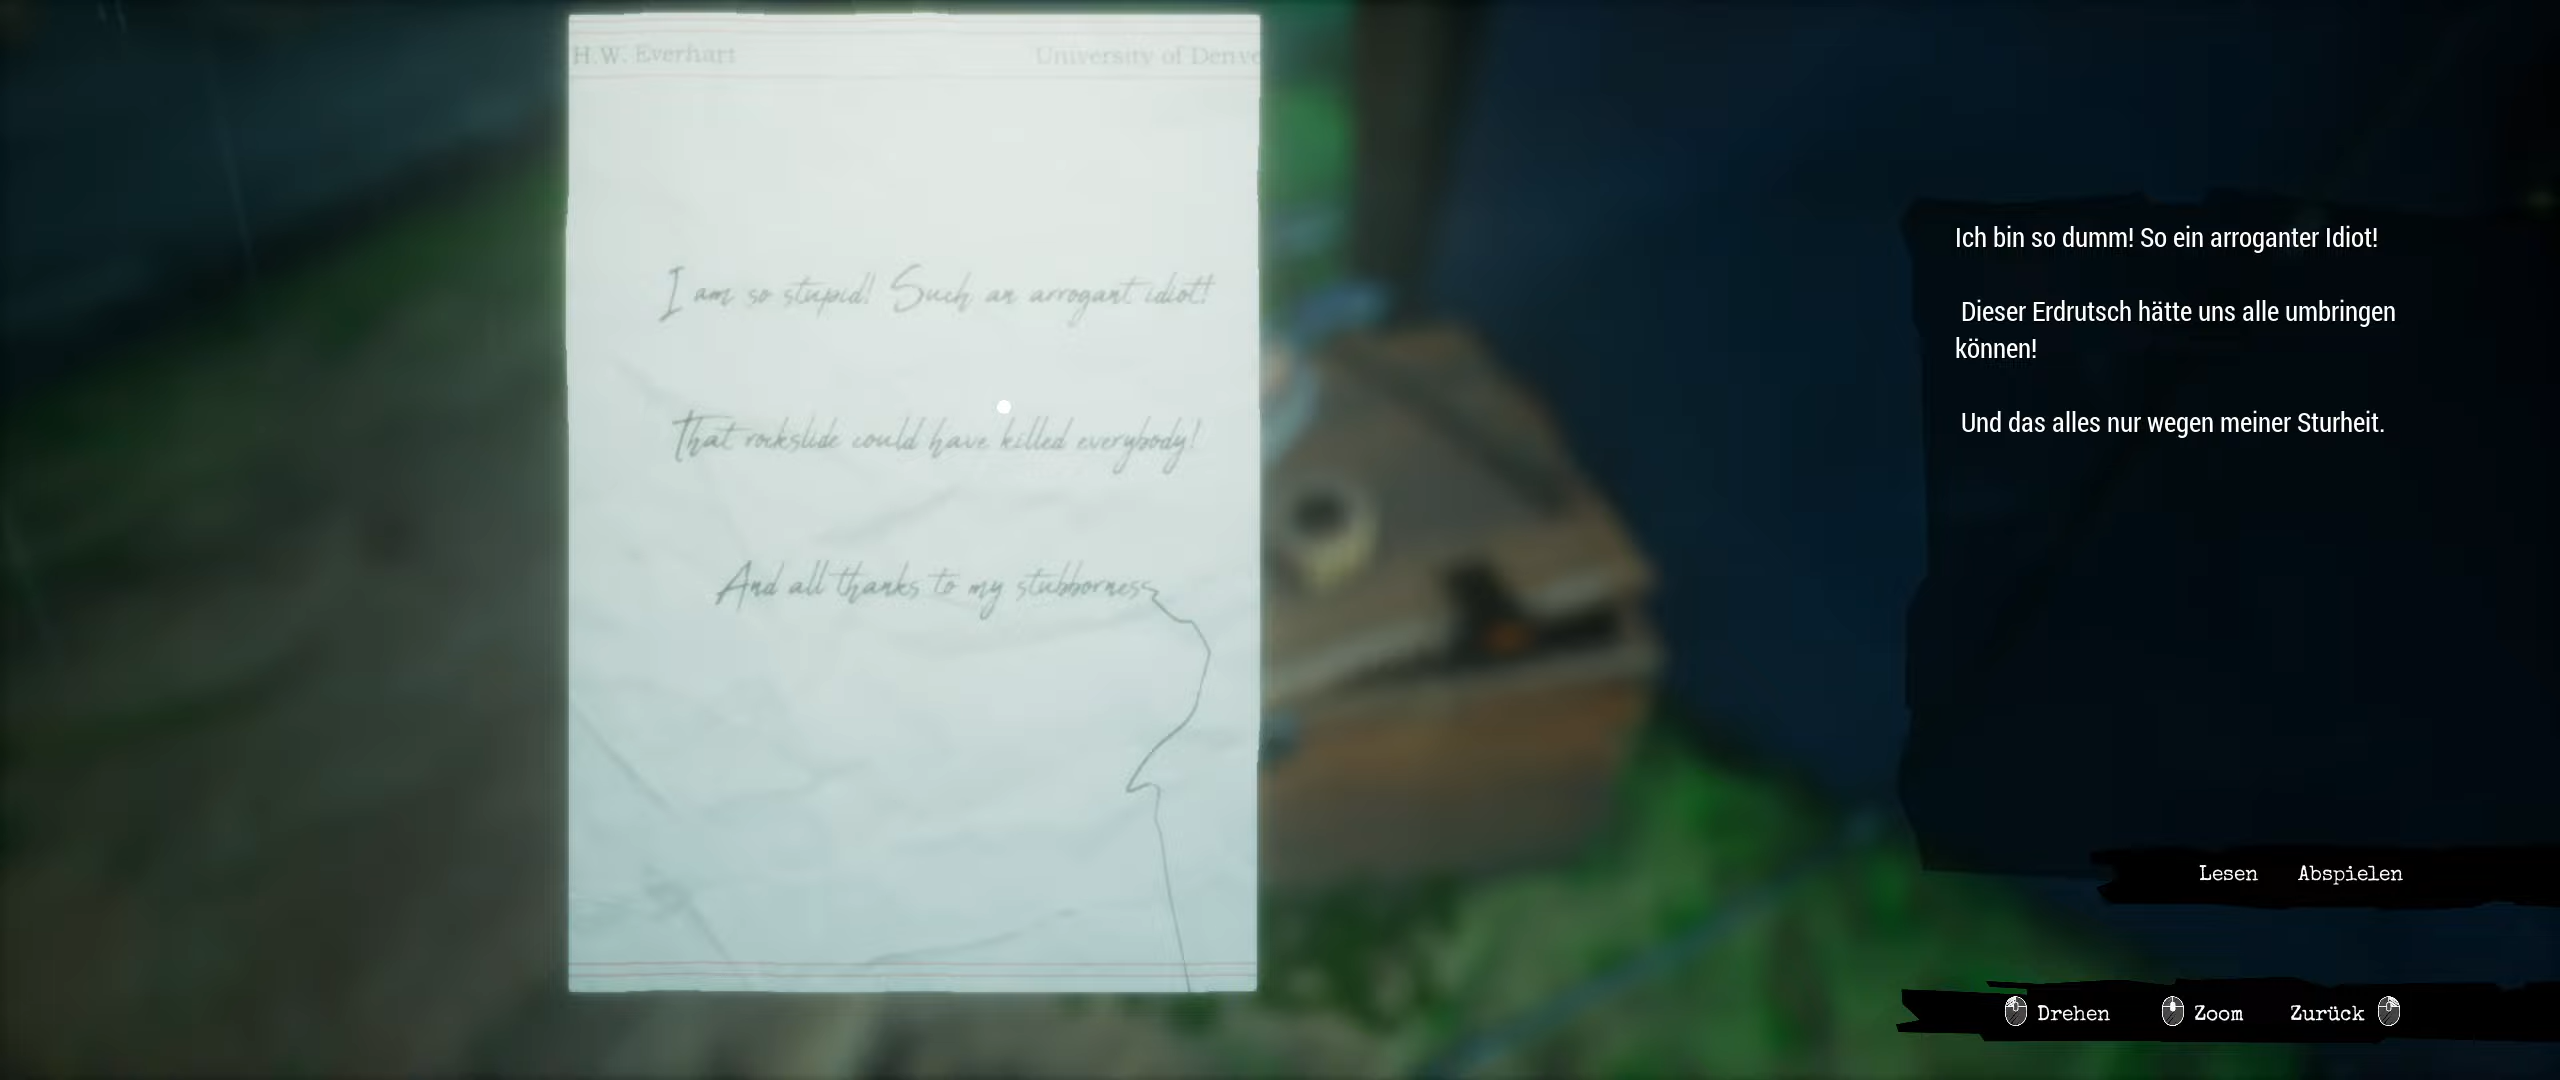 H.W. Everhart
University of Denve
I am so stupid! Such an arrogant idiot!
That rockslide could have killed everybody!
And all thanks to my stubborness
Ich bin so dumm! So ein arroganter Idiot!
Dieser Erdrutsch hätte uns alle umbringen
können!
Und das alles nur wegen meiner Sturheit.
Lesen Abspielen
Drehen Zoom Zurück